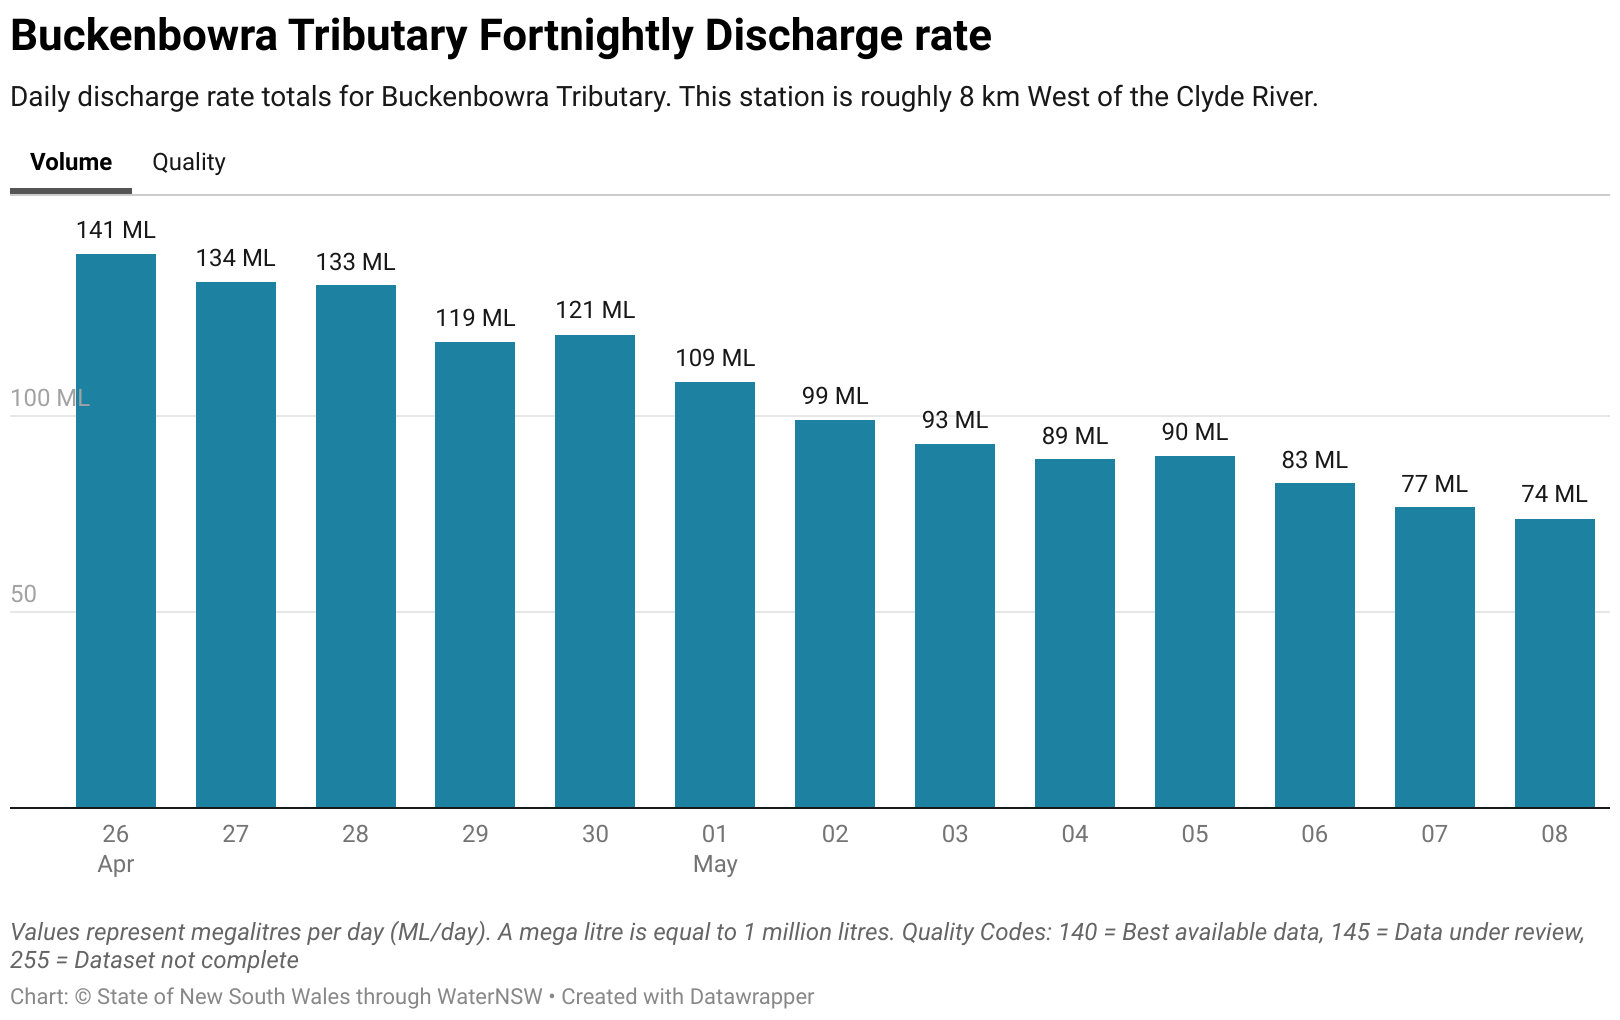 Buckenbowra Tributary Fortnightly Discharge rate
Daily discharge rate totals for Buckenbowra Tributary. This station is roughly 8 km West of the Clyde River.
Volume Quality
141 ML
134 ML
133 ML
119 ML
121 ML
109 ML
99 ML
93 ML
89 ML
90 ML
83 ML
77 ML
74 ML
100 ML
50
26 27 28 29 30 01 02 03 04 05 06 07 08
Apr May
Values represent megalitres per day (ML/day). A mega litre is equal to 1 million litres. Quality Codes: 140 = Best available data, 145 = Data under review,
255 = Dataset not complete
Chart: © State of New South Wales through WaterNSW • Created with Datawrapper